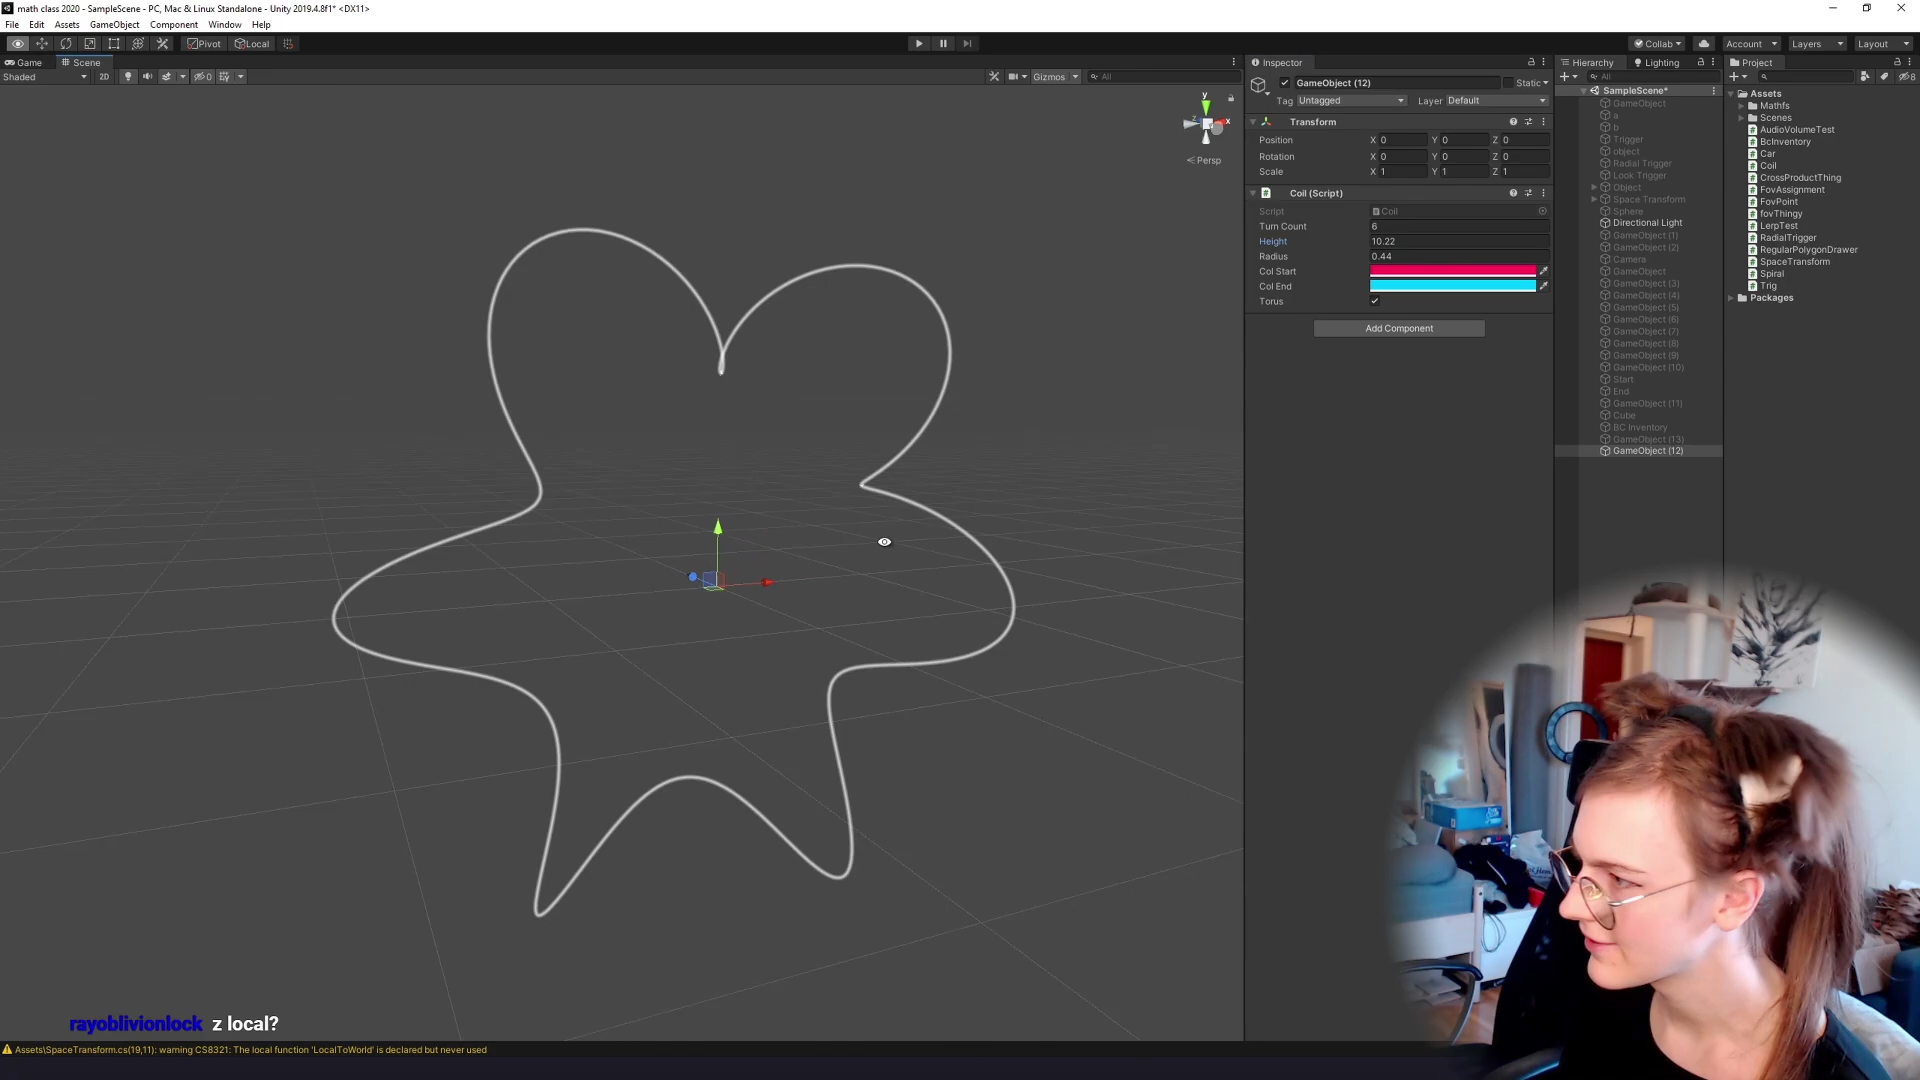 math class 2020 - SampleScene - PC, Mac & Linux Standalone - Unity 2019.4.8f1* <DX11>
File Edit Assets GameObject Component Window Help
Pivot Local
Collab Account Layers Layout
Game Scene
Shaded 2D 0 Gizmos All
y
x
z
Persp
Inspector
GameObject (12) Static
Tag Untagged Layer Default
Transform
Position X 0 Y 0 Z 0
Rotation X 0 Y 0 Z 0
Scale X 1 Y 1 Z 1
Coil (Script)
Script Coil
Turn Count 6
Height 10.22
Radius 0.44
Col Start
Col End
Torus
Add Component
Hierarchy Lighting
All
SampleScene*
GameObject
a
b
Trigger
object
Radial Trigger
Look Trigger
Object
Space Transform
Sphere
Directional Light
GameObject (1)
GameObject (2)
Camera
GameObject
GameObject (3)
GameObject (4)
GameObject (5)
GameObject (6)
GameObject (7)
GameObject (8)
GameObject (9)
GameObject (10)
Start
End
GameObject (11)
Cube
BC Inventory
GameObject (13)
GameObject (12)
Project
8
Assets
Mathfs
Scenes
AudioVolumeTest
BcInventory
Car
Coil
CrossProductThing
FovAssignment
FovPoint
fovThingy
LerpTest
RadialTrigger
RegularPolygonDrawer
SpaceTransform
Spiral
Trig
Packages
rayoblivionlock z local?
Assets\SpaceTransform.cs(19,11): warning CS8321: The local function 'LocalToWorld' is declared but never used